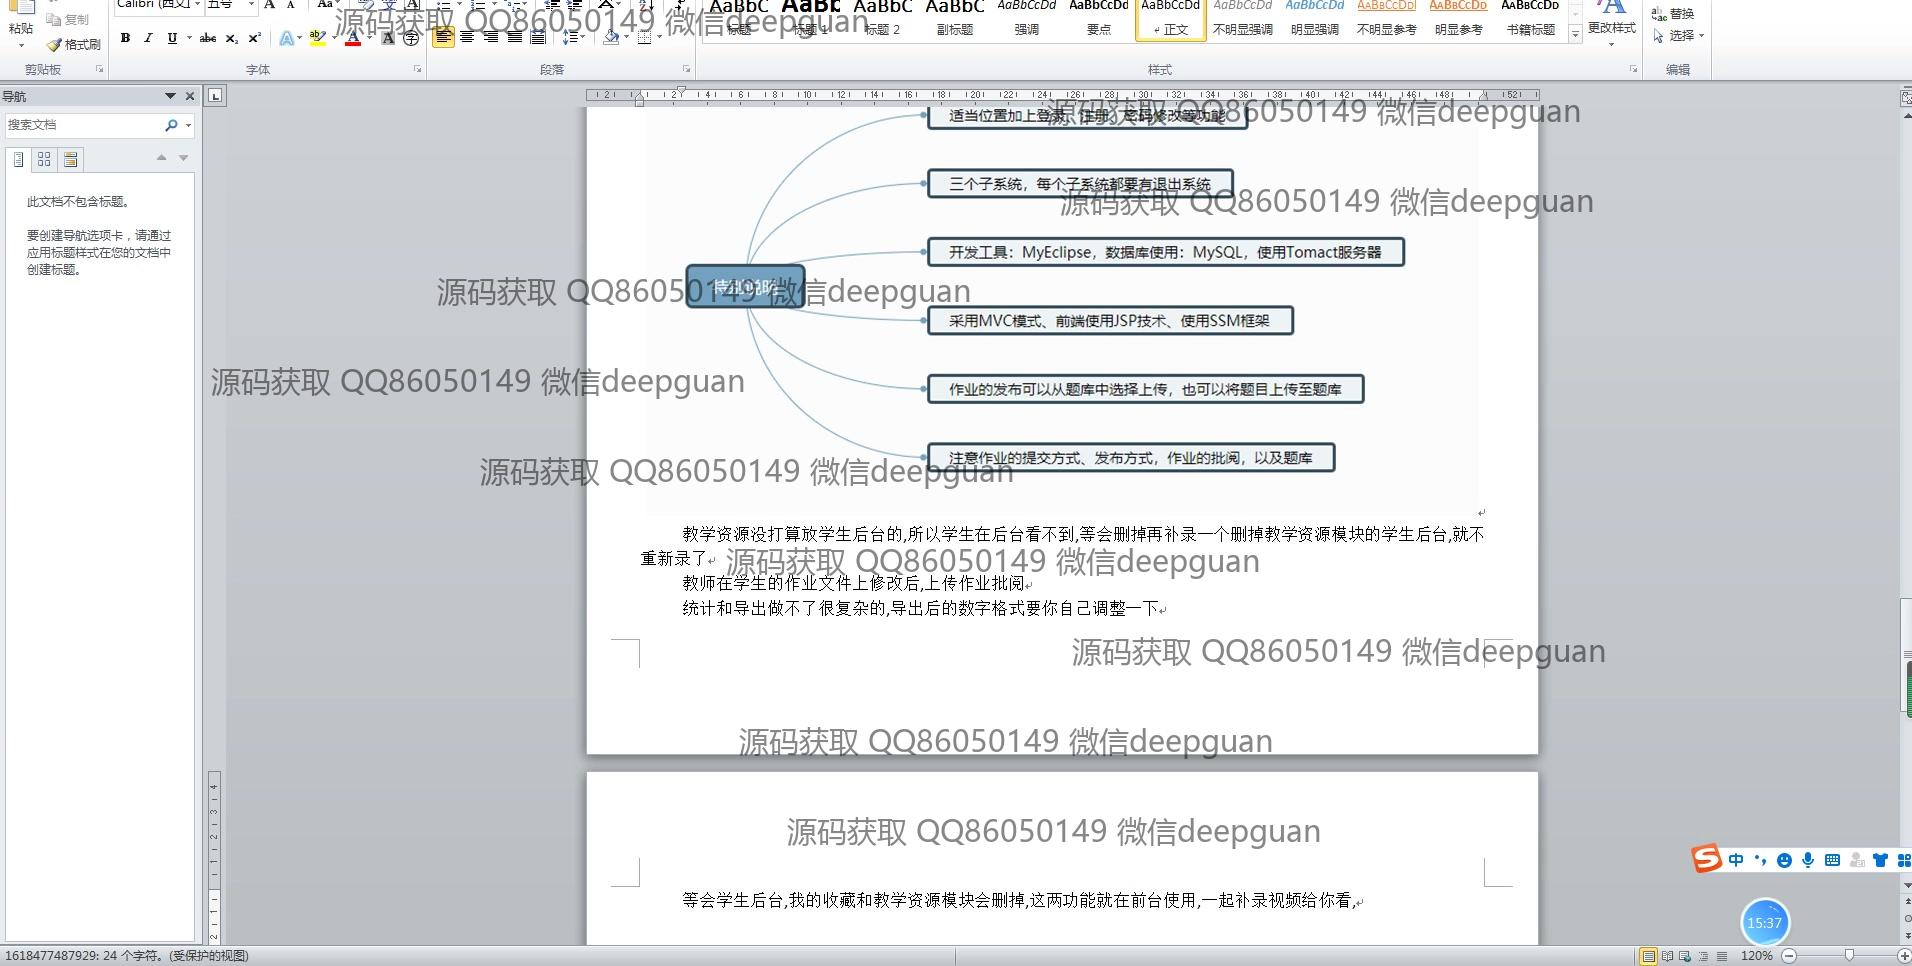 Calibri (西文)
五号
粘贴
复制
格式刷
剪贴板
B I U abc x₂ x² A ab A A 字
字体
段落
AaBbC AaBb AaBbC AaBbC AaBbCcDd AaBbCcDd AaBbCcDd AaBbCcDd AaBbCcDd AaBbCcDd AaBbCcDd AaBbCcDd
标题 标题 1 标题 2 副标题 强调 要点 正文 不明显强调 明显强调 不明显参考 明显参考 书籍标题
更改样式
样式
替换
选择
编辑
源码获取 QQ86050149 微信deepguan
导航
搜索文档
此文档不包含标题。
要创建导航选项卡，请通过
应用标题样式在您的文档中
创建标题。
适当位置加上登录、注册、密码修改等功能
源码获取 QQ86050149 微信deepguan
三个子系统，每个子系统都要有退出系统
源码获取 QQ86050149 微信deepguan
开发工具：MyEclipse，数据库使用：MySQL，使用Tomact服务器
特别说明
源码获取 QQ86050149 微信deepguan
采用MVC模式、前端使用JSP技术、使用SSM框架
源码获取 QQ86050149 微信deepguan
作业的发布可以从题库中选择上传，也可以将题目上传至题库
注意作业的提交方式、发布方式，作业的批阅，以及题库
源码获取 QQ86050149 微信deepguan
教学资源没打算放学生后台的,所以学生在后台看不到,等会删掉再补录一个删掉教学资源模块的学生后台,就不
重新录了
源码获取 QQ86050149 微信deepguan
教师在学生的作业文件上修改后,上传作业批阅
统计和导出做不了很复杂的,导出后的数字格式要你自己调整一下
源码获取 QQ86050149 微信deepguan
源码获取 QQ86050149 微信deepguan
源码获取 QQ86050149 微信deepguan
中
等会学生后台,我的收藏和教学资源模块会删掉,这两功能就在前台使用,一起补录视频给你看,
15:37
1618477487929: 24 个字符。(受保护的视图)
120%